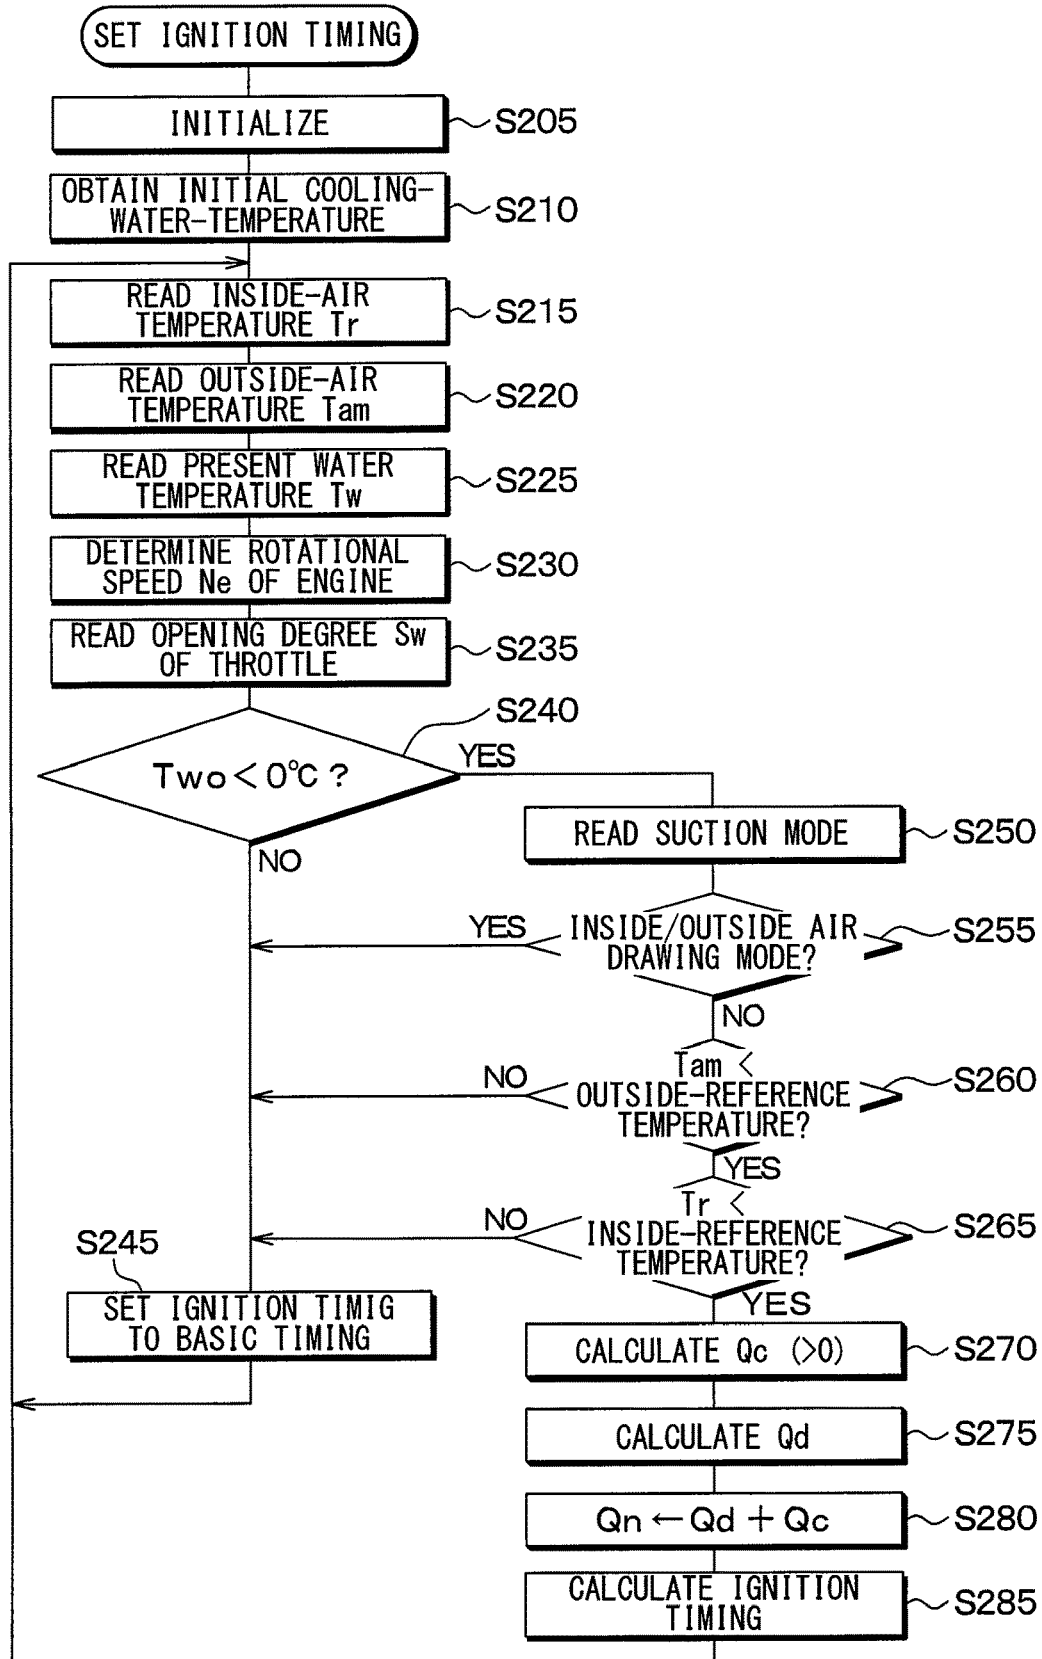 SET IGNITION TIMING
INITIALIZE
S205
OBTAIN INITIAL COOLING-
WATER-TEMPERATURE
S210
READ INSIDE-AIR
TEMPERATURE Tr
S215
READ OUTSIDE-AIR
TEMPERATURE Tam
S220
READ PRESENT WATER
TEMPERATURE Tw
S225
DETERMINE ROTATIONAL
SPEED Ne OF ENGINE
S230
READ OPENING DEGREE Sw
OF THROTTLE
S235
S240
Two < 0℃ ?
YES
NO
READ SUCTION MODE
S250
YES
INSIDE/OUTSIDE AIR
DRAWING MODE?
S255
NO
Tam <
OUTSIDE-REFERENCE
TEMPERATURE?
S260
NO
YES
Tr <
INSIDE-REFERENCE
TEMPERATURE?
S265
NO
YES
S245
SET IGNITION TIMIG
TO BASIC TIMING
CALCULATE Qc (>0)
S270
CALCULATE Qd
S275
Qn ← Qd + Qc
S280
CALCULATE IGNITION
TIMING
S285